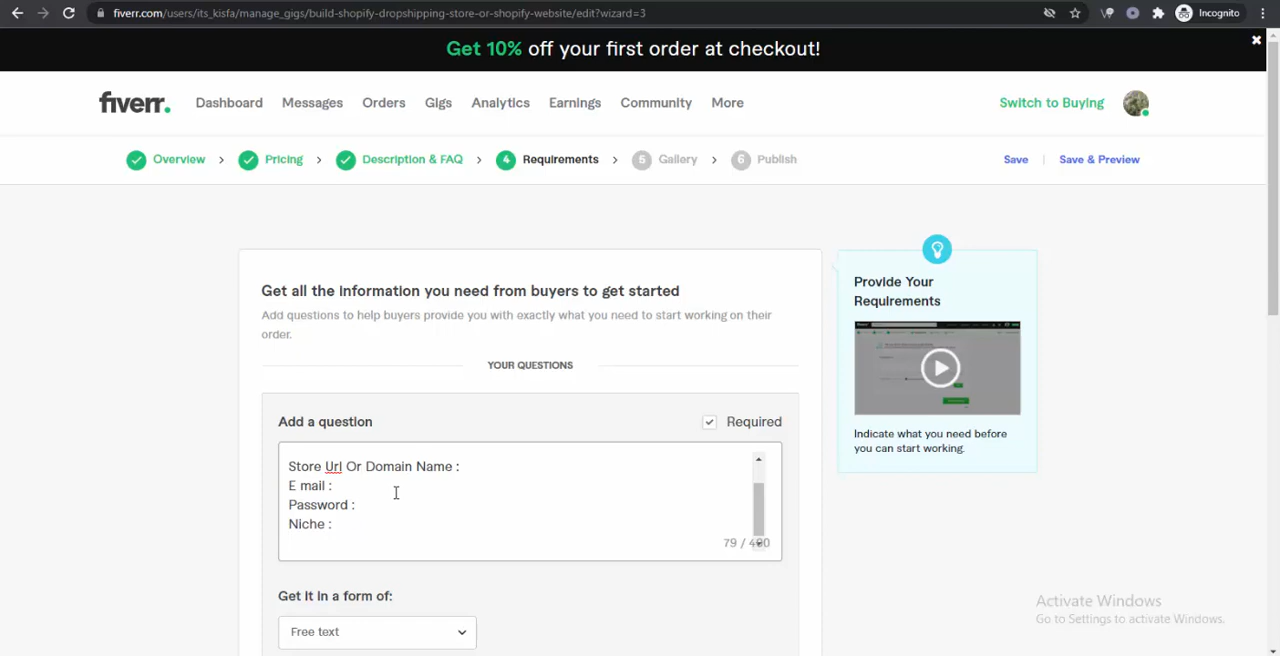 fiverr.com/users/its_kisfa/manage_gigs/build-shopify-dropshipping-store-or-shopify-website/edit?wizard=3
Incognito
Get 10% off your first order at checkout!
fiverr.
Dashboard
Messages
Orders
Gigs
Analytics
Earnings
Community
More
Switch to Buying
Overview
Pricing
Description & FAQ
4 Requirements
5 Gallery
6 Publish
Save
Save & Preview
Get all the information you need from buyers to get started
Add questions to help buyers provide you with exactly what you need to start working on their
order.
YOUR QUESTIONS
Add a question
Required
Store Url Or Domain Name :
E mail :
Password :
Niche :
79 /
Get it in a form of:
Free text
Provide Your
Requirements
Indicate what you need before
you can start working.
Activate Windows
Go to Settings to activate Windows.